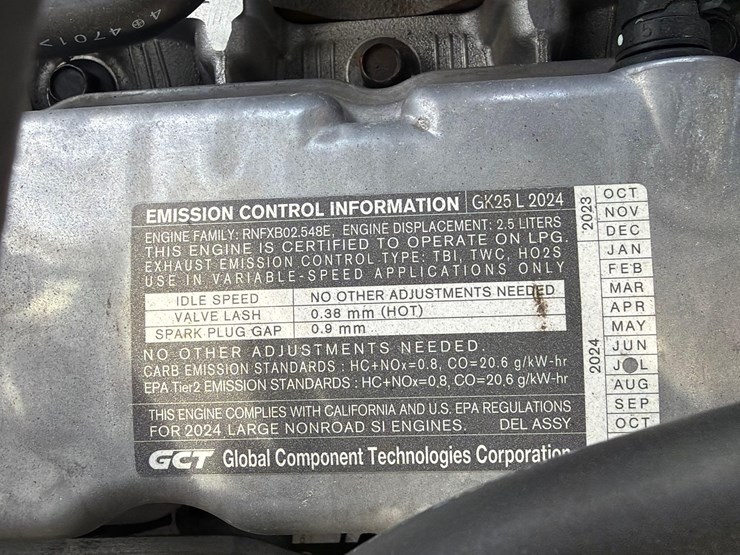 4 4701>
5
EMISSION CONTROL INFORMATION GK25 L 2024
ENGINE FAMILY: RNFXB02.548E, ENGINE DISPLACEMENT: 2.5 LITERS
THIS ENGINE IS CERTIFIED TO OPERATE ON LPG.
EXHAUST EMISSION CONTROL TYPE: TBI, TWC, HO2S
USE IN VARIABLE-SPEED APPLICATIONS ONLY
IDLE SPEED NO OTHER ADJUSTMENTS NEEDED
VALVE LASH 0.38 mm (HOT)
SPARK PLUG GAP 0.9 mm
NO OTHER ADJUSTMENTS NEEDED.
CARB EMISSION STANDARDS : HC+NOx=0.8, CO=20.6 g/kW-hr
EPA Tier2 EMISSION STANDARDS : HC+NOx=0.8, CO=20.6 g/kW-hr
THIS ENGINE COMPLIES WITH CALIFORNIA AND U.S. EPA REGULATIONS
FOR 2024 LARGE NONROAD SI ENGINES. DEL ASSY
GCT Global Component Technologies Corporation
2023
OCT
NOV
DEC
2024
JAN
FEB
MAR
APR
MAY
JUN
JUL
AUG
SEP
OCT